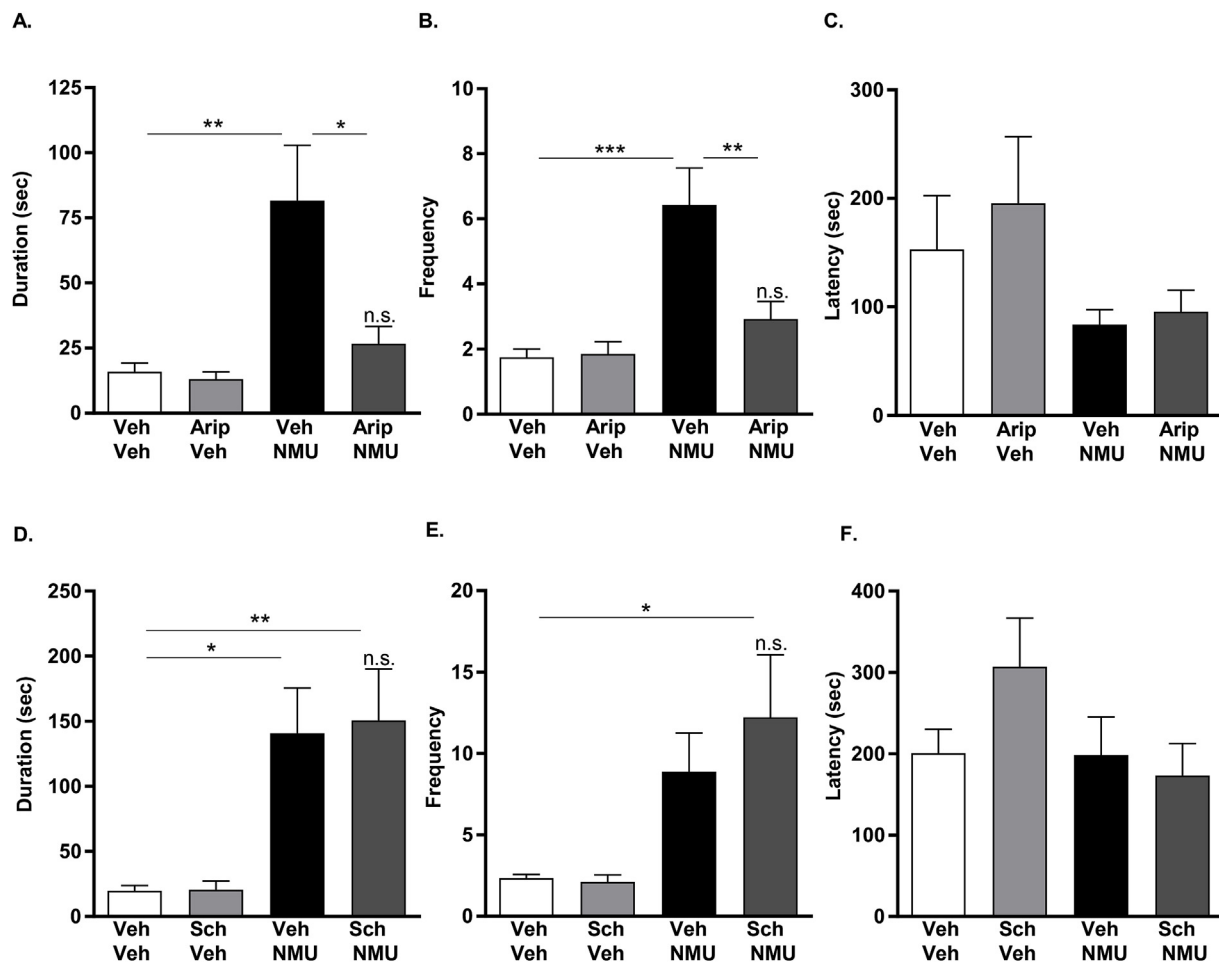 A.
B.
C.
Duration (sec)
125
100
75
50
25
0
**
*
n.s.
Veh Arip Veh Arip
Veh Veh NMU NMU
Frequency
10
8
6
4
2
0
***
**
n.s.
Veh Arip Veh Arip
Veh Veh NMU NMU
Latency (sec)
300
200
100
0
Veh Arip Veh Arip
Veh Veh NMU NMU
D.
E.
F.
Duration (sec)
250
200
150
100
50
0
**
*
n.s.
Veh Sch Veh Sch
Veh Veh NMU NMU
Frequency
20
15
10
5
0
*
n.s.
Veh Sch Veh Sch
Veh Veh NMU NMU
Latency (sec)
400
300
200
100
0
Veh Sch Veh Sch
Veh Veh NMU NMU